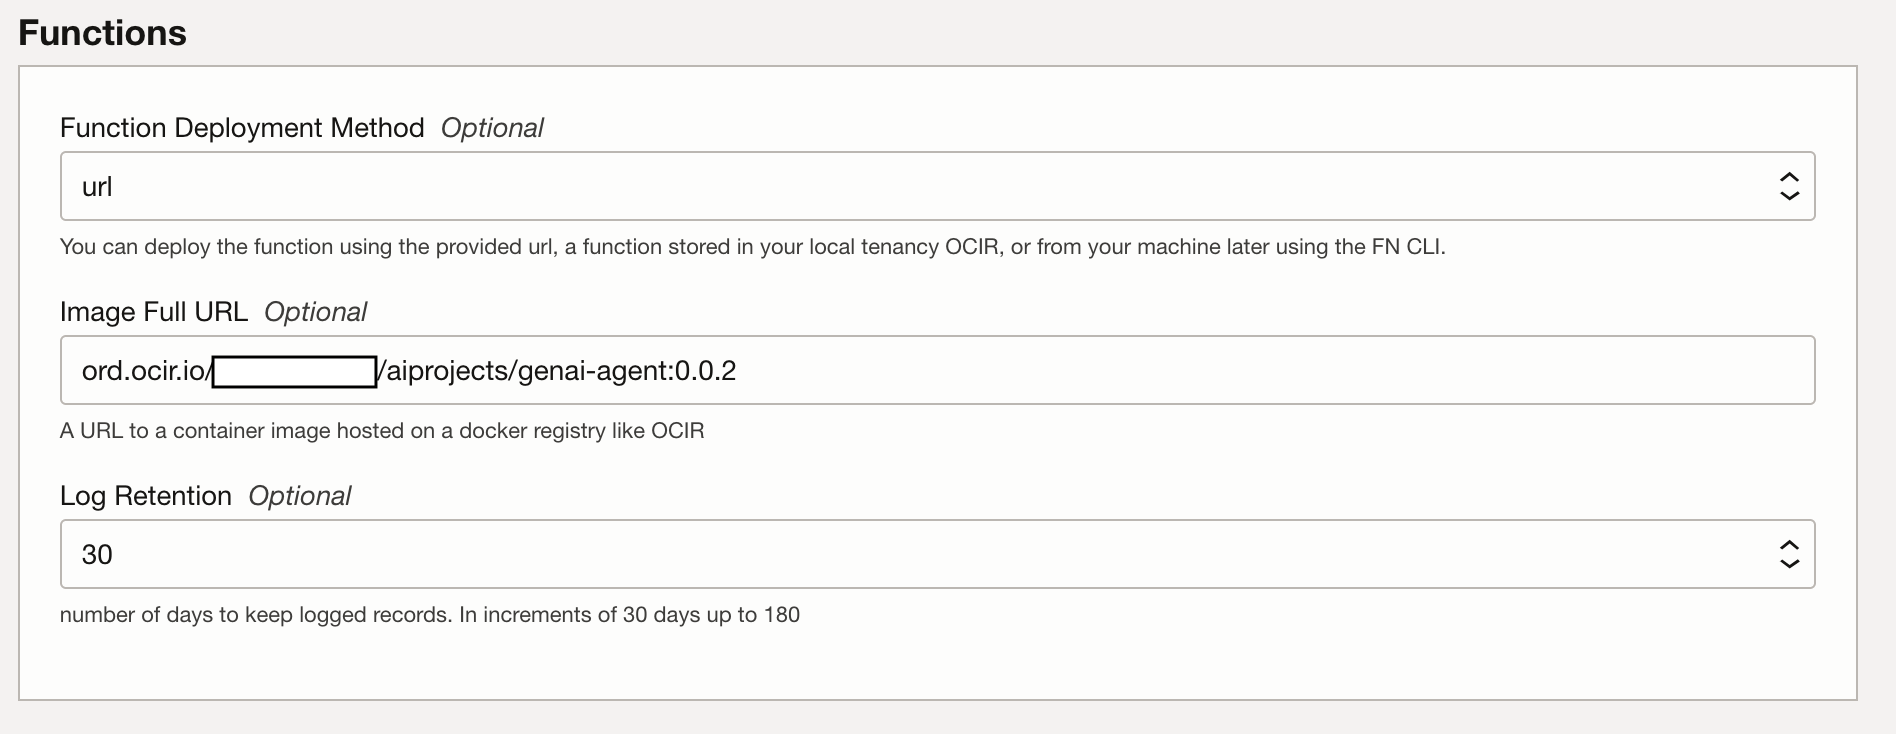 Functions
Function Deployment Method Optional
url
You can deploy the function using the provided url, a function stored in your local tenancy OCIR, or from your machine later using the FN CLI.
Image Full URL Optional
ord.ocir.io/ /aiprojects/genai-agent:0.0.2
A URL to a container image hosted on a docker registry like OCIR
Log Retention Optional
30
number of days to keep logged records. In increments of 30 days up to 180